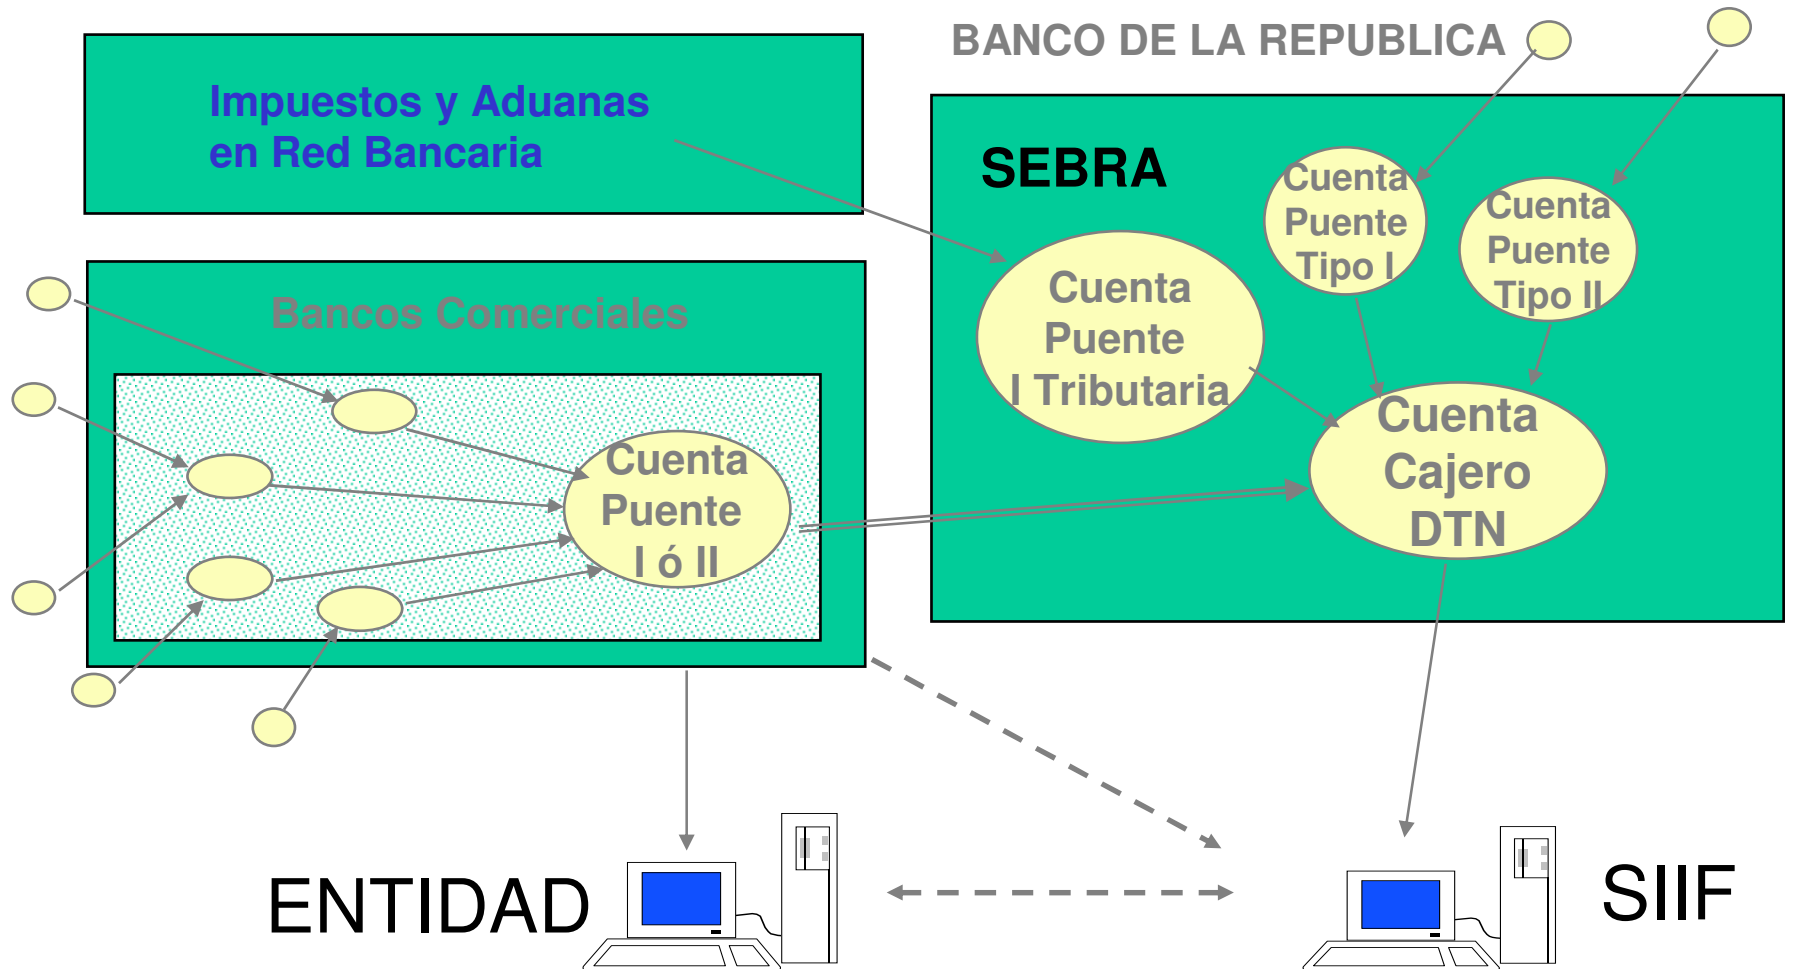 BANCO DE LA REPUBLICA
Impuestos y Aduanas
en Red Bancaria
SEBRA
Cuenta
Puente
Tipo I
Cuenta
Puente
Tipo II
Cuenta
Puente
I Tributaria
Bancos Comerciales
Cuenta
Puente
I ó II
Cuenta
Cajero
DTN
ENTIDAD
SIIF